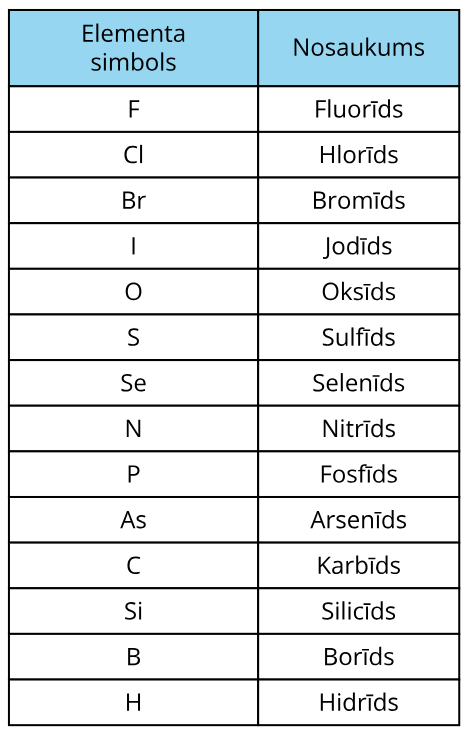 Elementa
simbols
Nosaukums
F Fluorīds
Cl Hlorīds
Br Bromīds
I Jodīds
O Oksīds
S Sulfīds
Se Selenīds
N Nitrīds
P Fosfīds
As Arsenīds
C Karbīds
Si Silicīds
B Borīds
H Hidrīds